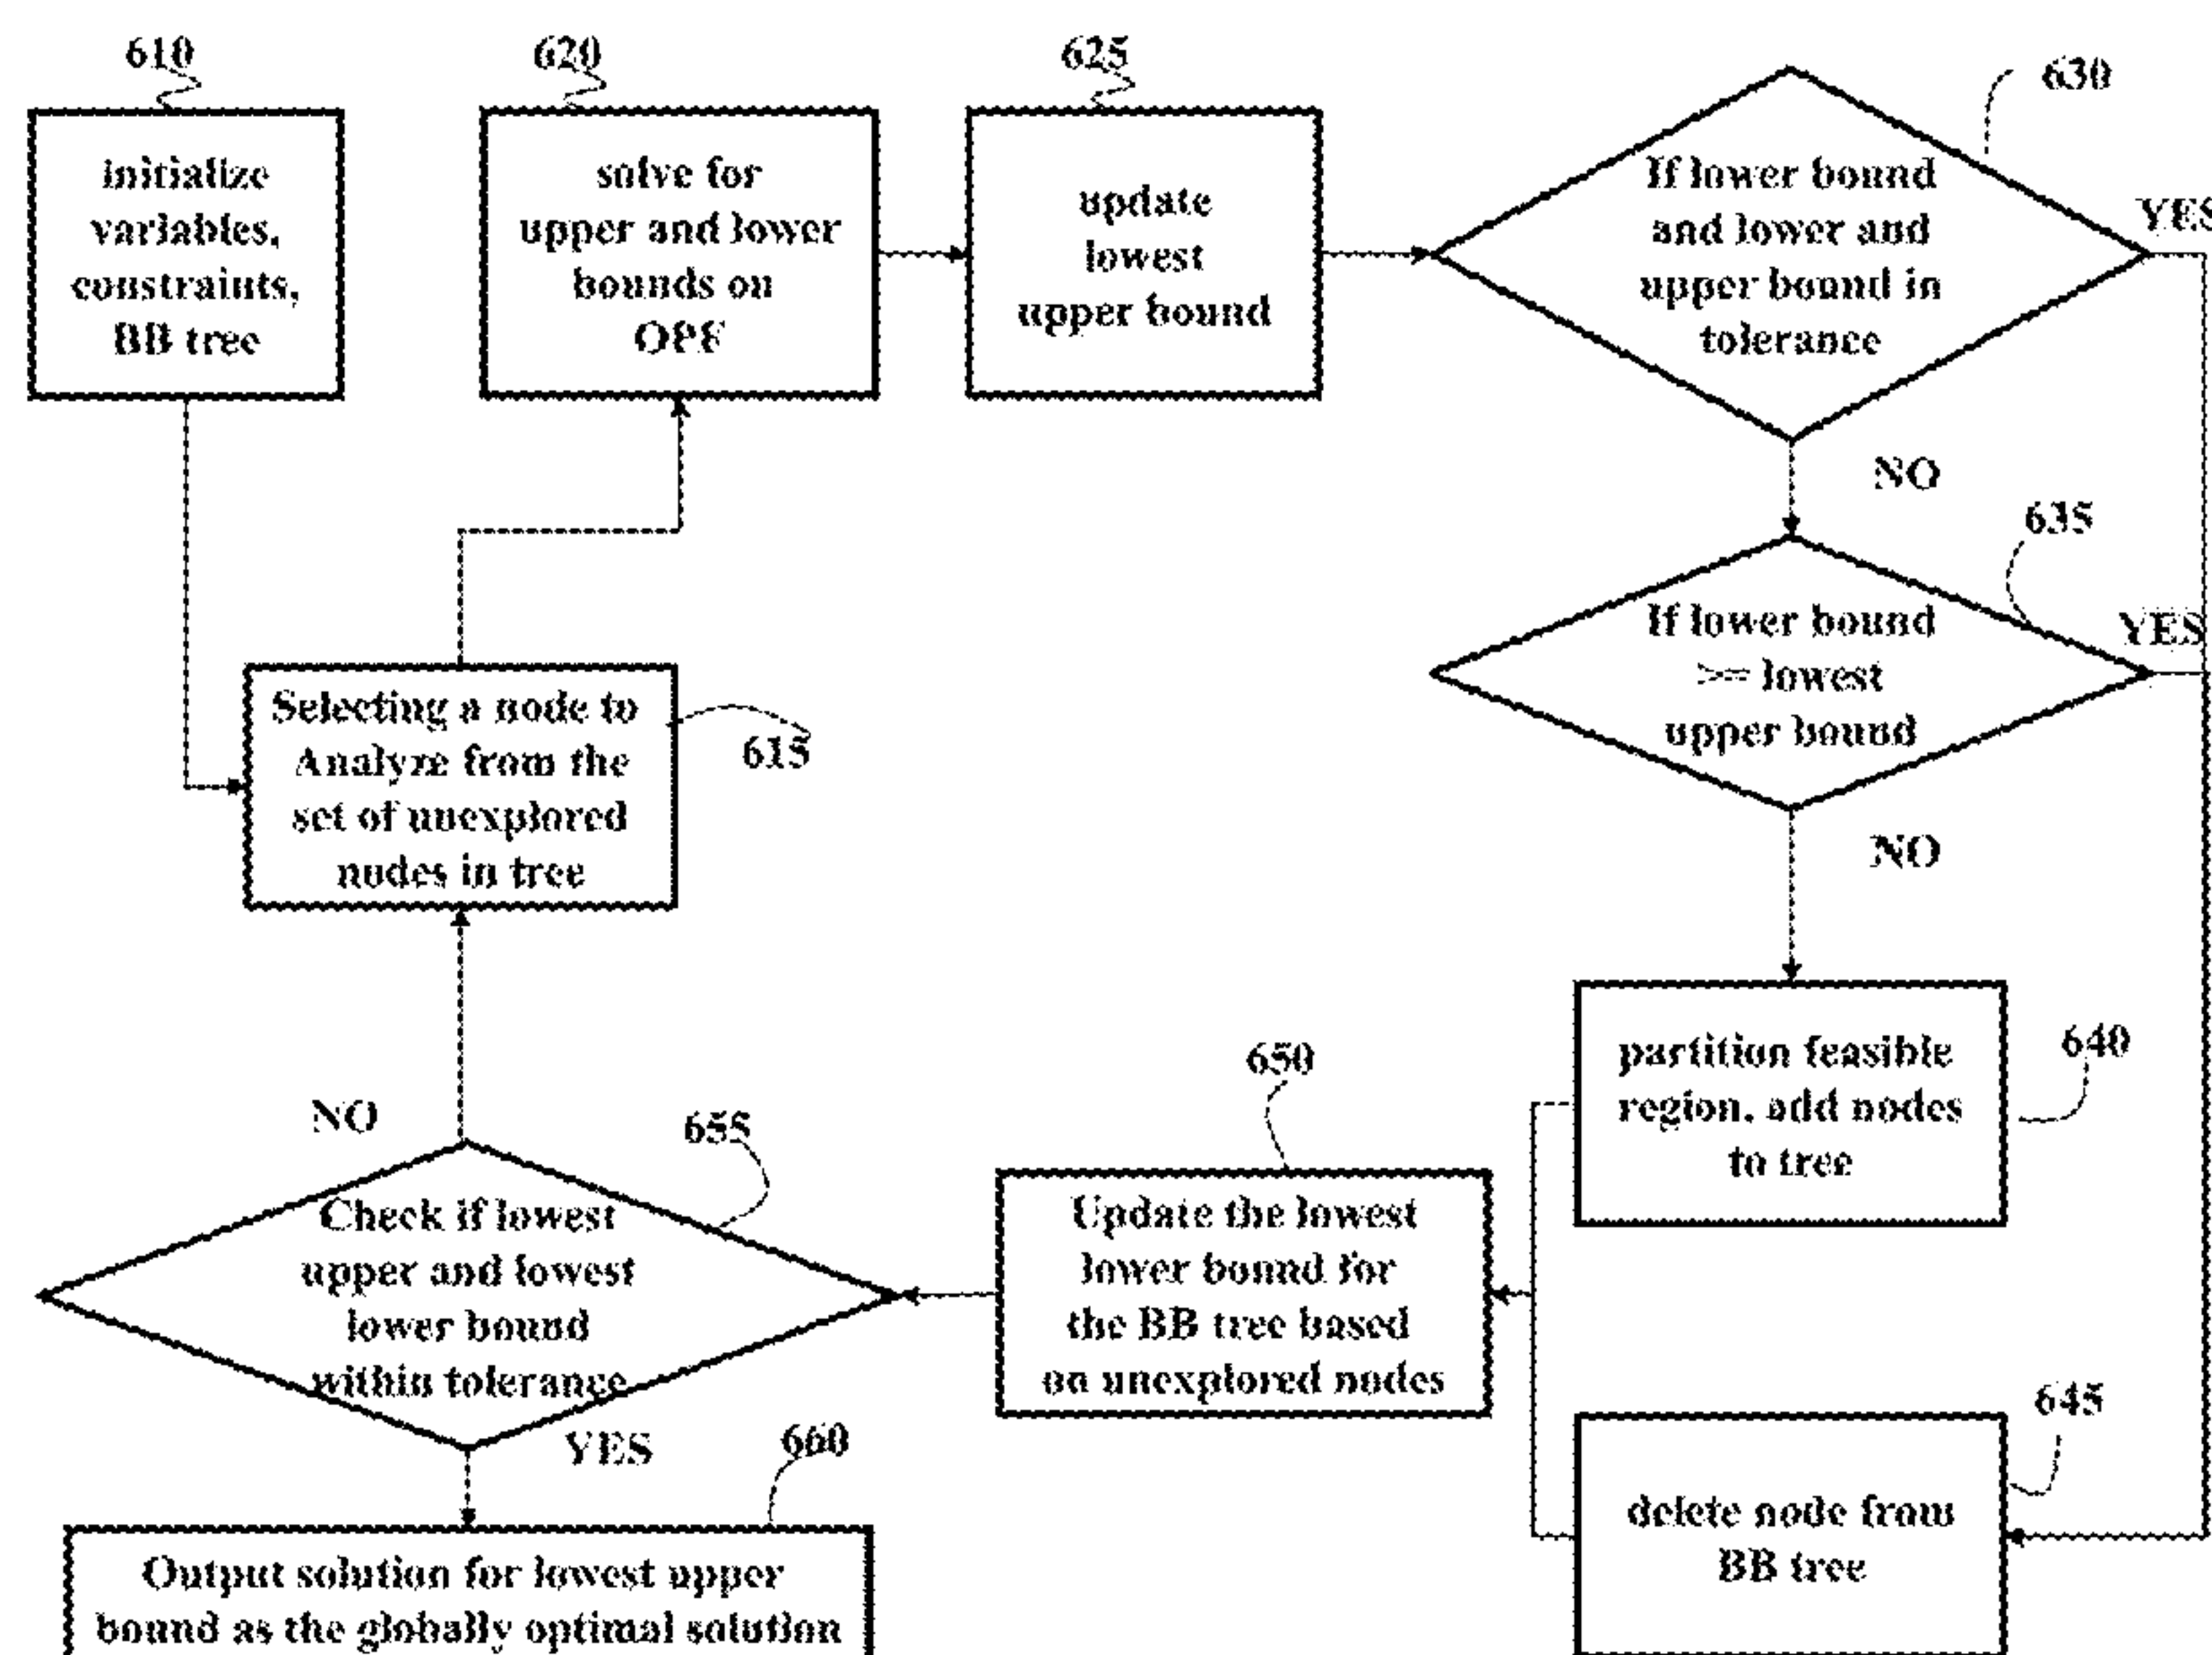 610
initialize
variables,
constraints,
BB tree
620
solve for
upper and lower
bounds on
OPF
625
update
lowest
upper bound
630
If lower bound
and lower and
upper bound in
tolerance
YES
NO
635
If lower bound
>= lowest
upper bound
YES
NO
Selecting a node to
Analyze from the
set of unexplored
nodes in tree
615
640
partition feasible
region, add nodes
to tree
645
delete node from
BB tree
650
Update the lowest
lower bound for
the BB tree based
on unexplored nodes
NO
655
Check if lowest
upper and lowest
lower bound
within tolerance
YES
660
Output solution for lowest upper
bound as the globally optimal solution